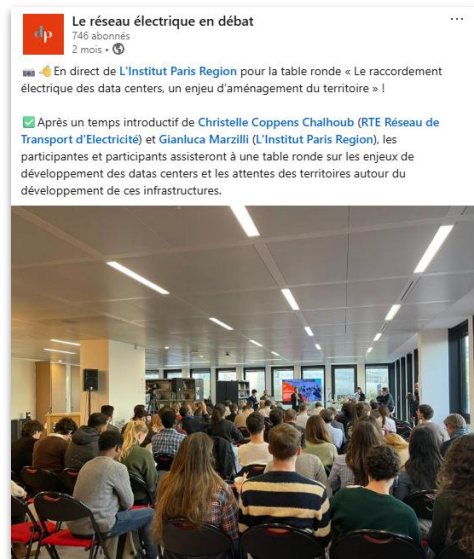 dp
Le réseau électrique en débat
746 abonnés
2 mois •
En direct de L'Institut Paris Region pour la table ronde « Le raccordement
électrique des data centers, un enjeu d'aménagement du territoire » !
Après un temps introductif de Christelle Coppens Chalhoub (RTE Réseau de
Transport d'Electricité) et Gianluca Marzilli (L'Institut Paris Region), les
participantes et participants assisteront à une table ronde sur les enjeux de
développement des datas centers et les attentes des territoires autour du
développement de ces infrastructures.